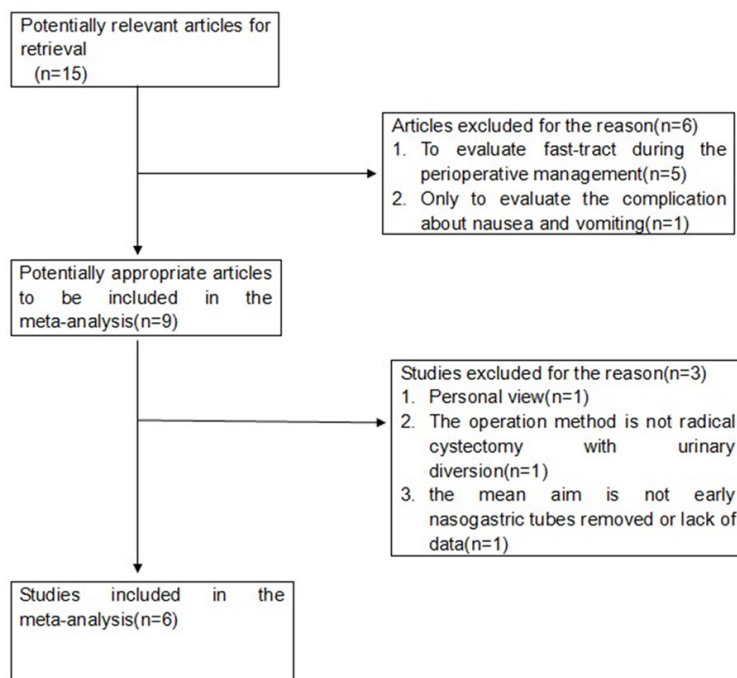 Potentially relevant articles for
retrieval
(n=15)
Articles excluded for the reason(n=6)
1. To evaluate fast-tract during the
perioperative management(n=5)
2. Only to evaluate the complication
about nausea and vomiting(n=1)
Potentially appropriate articles
to be included in the
meta-analysis(n=9)
Studies excluded for the reason(n=3)
1. Personal view(n=1)
2. The operation method is not radical
cystectomy with urinary
diversion(n=1)
3. the mean aim is not early
nasogastric tubes removed or lack of
data(n=1)
Studies included in the
meta-analysis(n=6)